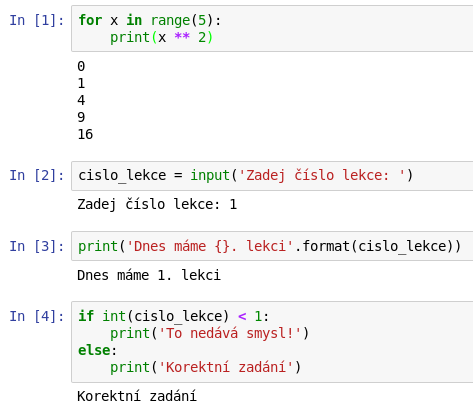 In [1]: for x in range(5):
    print(x ** 2)
0
1
4
9
16
In [2]: cislo_lekce = input('Zadej číslo lekce: ')
Zadej číslo lekce: 1
In [3]: print('Dnes máme {}. lekci'.format(cislo_lekce))
Dnes máme 1. lekci
In [4]: if int(cislo_lekce) < 1:
    print('To nedává smysl!')
else:
    print('Korektní zadání')
Korektní zadání